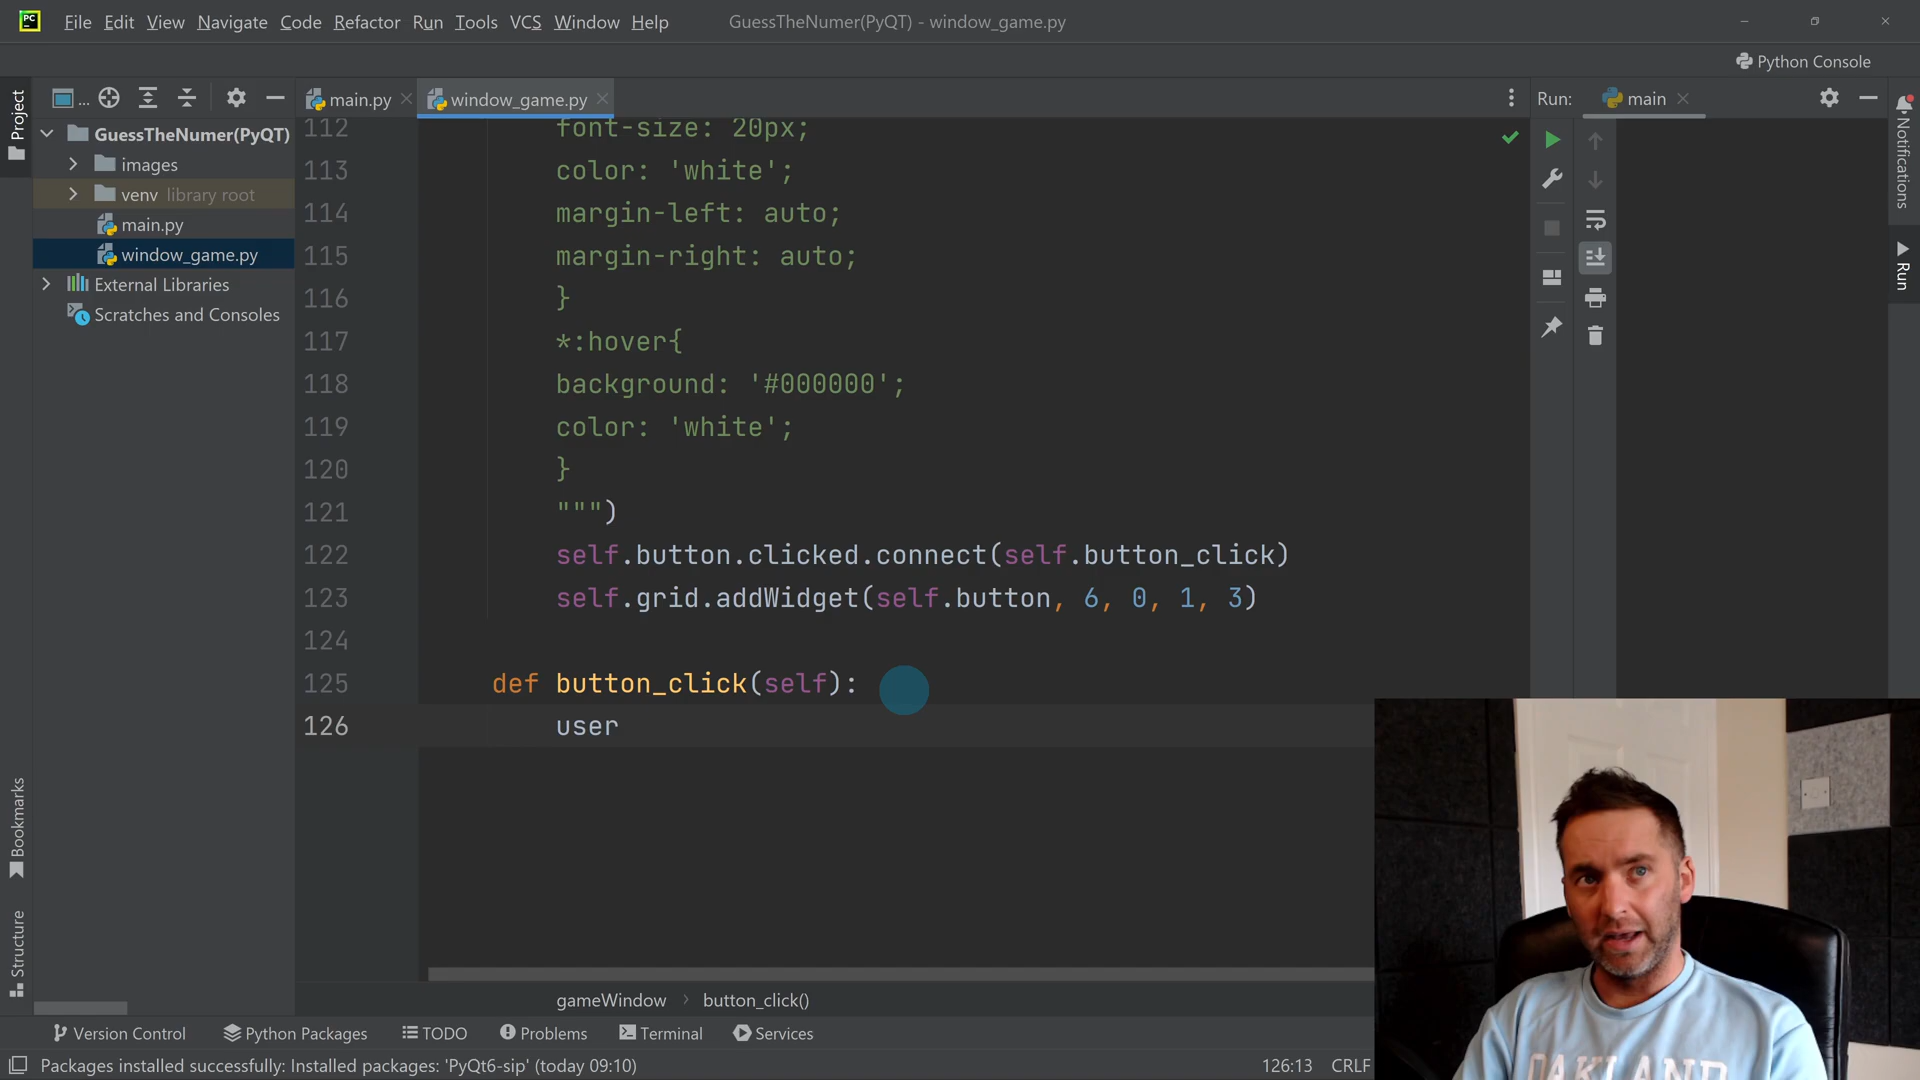 PC File Edit View Navigate Code Refactor Run Tools VCS Window Help GuessTheNumer(PyQT) - window_game.py
Python Console
Project
... main.py window_game.py Run: main
GuessTheNumer(PyQT)
images
venv library root
main.py
window_game.py
External Libraries
Scratches and Consoles
112 font-size: 20px;
113 color: 'white';
114 margin-left: auto;
115 margin-right: auto;
116 }
117 *:hover{
118 background: '#000000';
119 color: 'white';
120 }
121 """)
122 self.button.clicked.connect(self.button_click)
123 self.grid.addWidget(self.button, 6, 0, 1, 3)
124
125 def button_click(self):
126 user
Notifications
Run
Bookmarks
Structure
gameWindow > button_click()
Version Control Python Packages TODO Problems Terminal Services
Packages installed successfully: Installed packages: 'PyQt6-sip' (today 09:10) 126:13 CRLF
OAKLAND